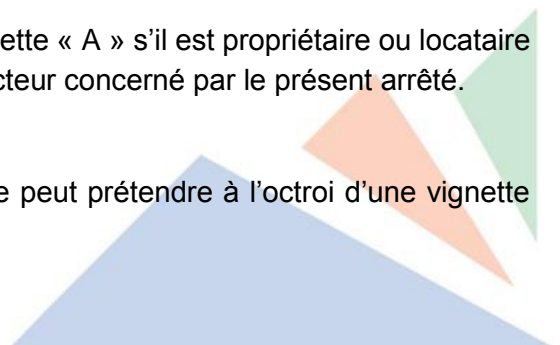 ette « A » s’il est propriétaire ou locataire
cteur concerné par le présent arrêté.
e peut prétendre à l’octroi d’une vignette